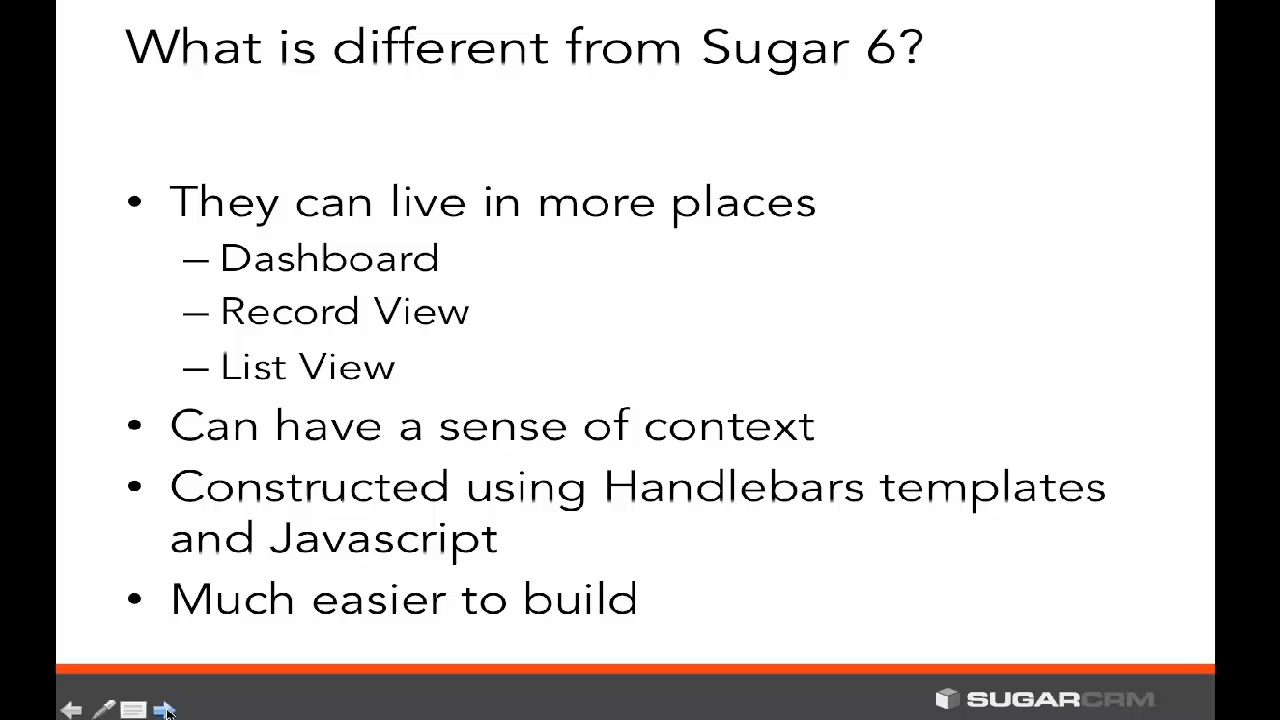 What is different from Sugar 6?
• They can live in more places
– Dashboard
– Record View
– List View
• Can have a sense of context
• Constructed using Handlebars templates
and Javascript
• Much easier to build
SUGARCRM